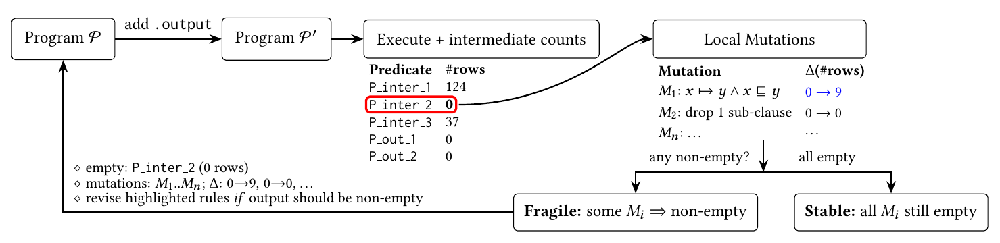 Program 𝒫
add .output
Program 𝒫′
Execute + intermediate counts
Predicate #rows
P_inter_1 124
P_inter_2 0
P_inter_3 37
P_out_1 0
P_out_2 0
Local Mutations
Mutation Δ(#rows)
M₁: x ↦ y ∧ x ⊑ y 0 → 9
M₂: drop 1 sub-clause 0 → 0
Mₙ: … ⋯
any non-empty? all empty
⋄ empty: P_inter_2 (0 rows)
⋄ mutations: M₁..Mₙ; Δ: 0→9, 0→0, …
⋄ revise highlighted rules if output should be non-empty
Fragile: some Mᵢ ⇒ non-empty
Stable: all Mᵢ still empty